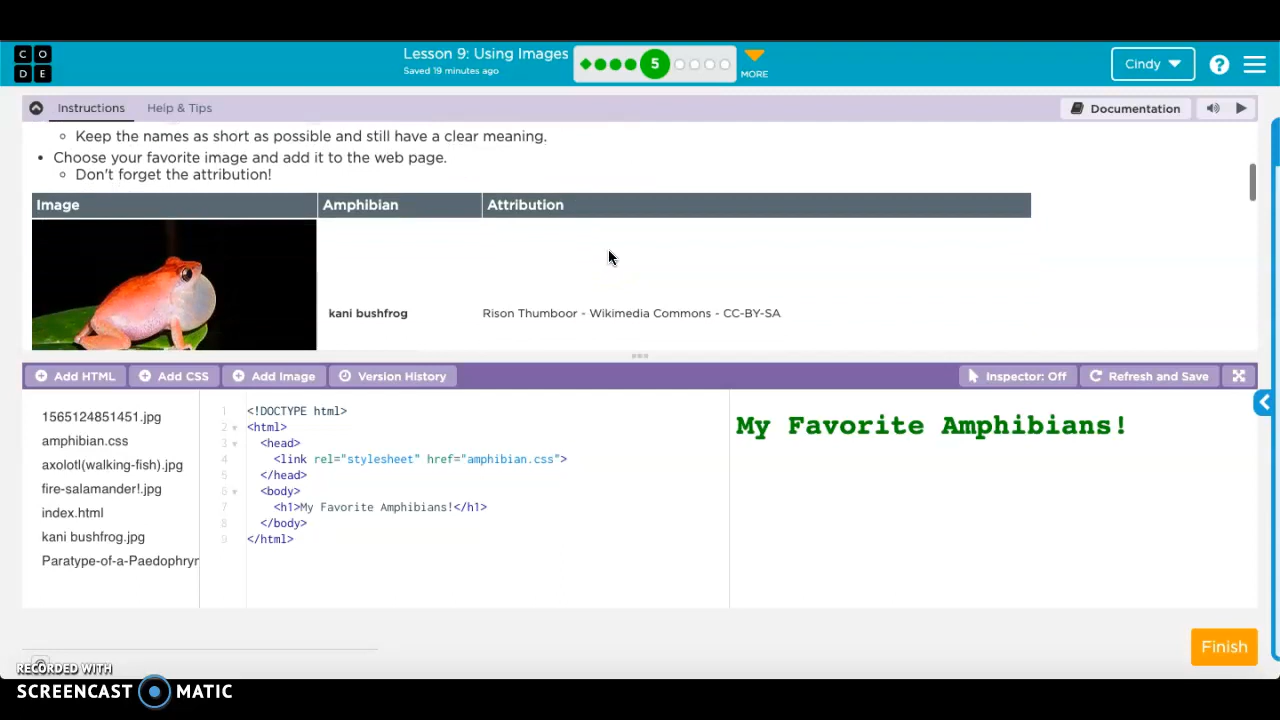 CODE
Lesson 9: Using Images
Saved 19 minutes ago
5
MORE
Cindy
?
Instructions
Help & Tips
Documentation
Keep the names as short as possible and still have a clear meaning.
Choose your favorite image and add it to the web page.
Don't forget the attribution!
Image Amphibian Attribution
kani bushfrog Rison Thumboor - Wikimedia Commons - CC-BY-SA
Add HTML Add CSS Add Image Version History Inspector: Off Refresh and Save
1565124851451.jpg
amphibian.css
axolotl(walking-fish).jpg
fire-salamander!.jpg
index.html
kani bushfrog.jpg
Paratype-of-a-Paedophryr
1 <!DOCTYPE html>
2 <html>
3 <head>
4 <link rel="stylesheet" href="amphibian.css">
5 </head>
6 <body>
7 <h1>My Favorite Amphibians!</h1>
8 </body>
9 </html>
My Favorite Amphibians!
Finish
RECORDED WITH
SCREENCAST MATIC